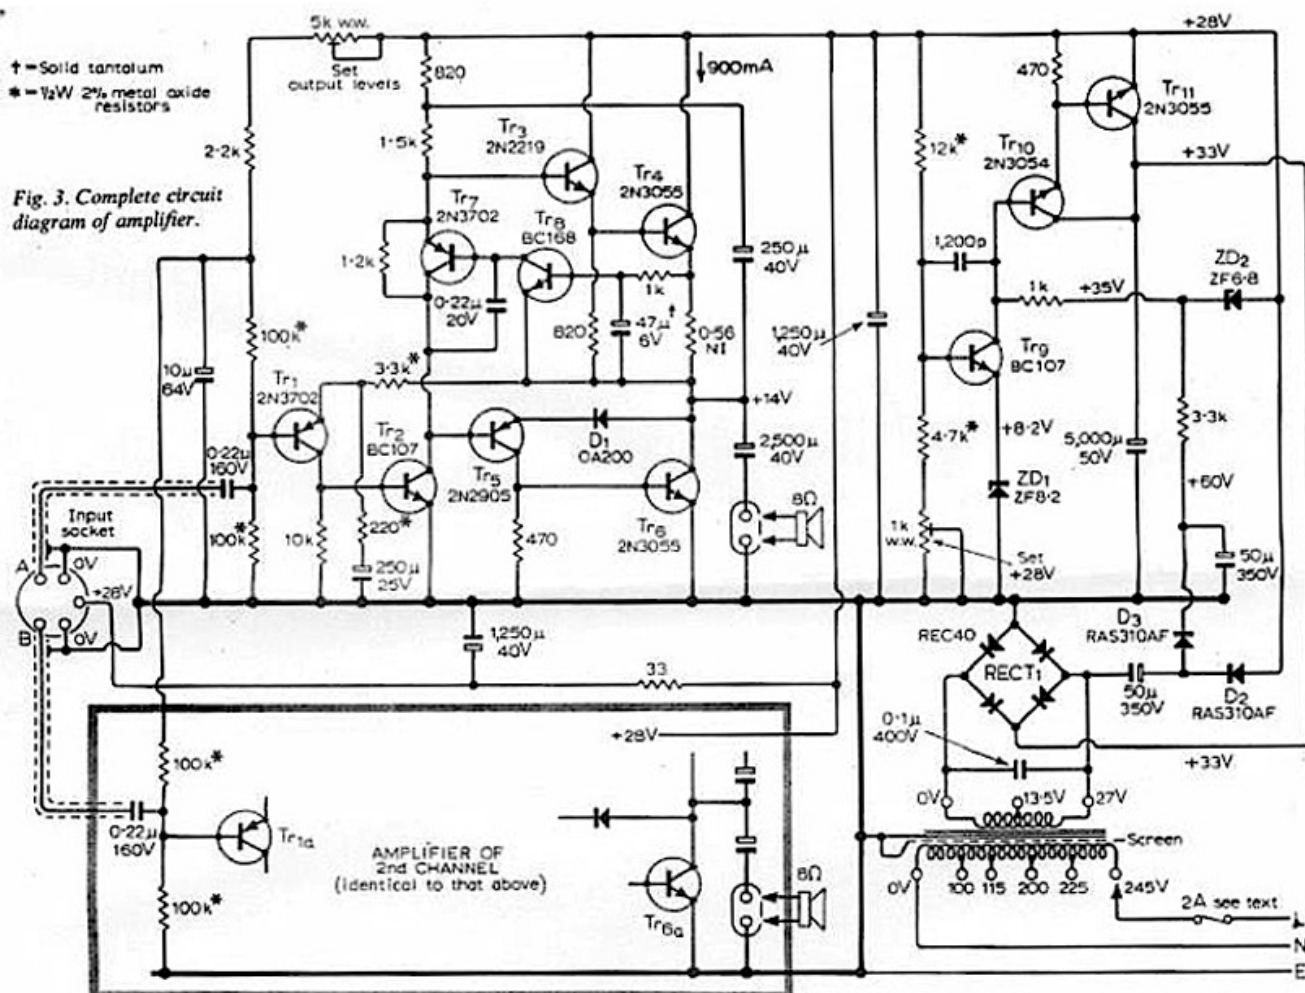 5k w.w.
Set
output levels
† = Solid tantalum
* = ½W 2% metal oxide
resistors
Fig. 3. Complete circuit
diagram of amplifier.
820
900mA
+28V
470
Tr11
2N3055
2·2k
1·5k
Tr3
2N2219
Tr4
2N3055
12k*
Tr10
2N3054
+33V
Tr7
2N3702
Tr8
BC168
1·2k
0·22µ
20V
1k
47µ†
6V
820
0·56
N1
250µ
40V
1,250µ
40V
1,200p
1k
+35V
ZD2
ZF6·8
Tr9
BC107
100k*
10µ
64V
Tr1
2N3702
3·3k*
+14V
3·3k
0·22µ
160V
Tr2
BC107
Tr5
2N2905
D1
OA200
2,500µ
40V
4·7k*
+8·2V
ZD1
ZF8·2
5,000µ
50V
+60V
Input
socket
100k*
10k
220*
250µ
25V
470
Tr6
2N3055
8Ω
1k
w.w.
Set
+28V
50µ
350V
A
0V
+28V
B
0V
1,250µ
40V
33
REC40
RECT1
D3
RAS310AF
50µ
350V
D2
RAS310AF
0·1µ
400V
+28V
+33V
100k*
0·22µ
160V
Tr1a
100k*
AMPLIFIER OF
2nd CHANNEL
(identical to that above)
Tr6a
8Ω
0V
13·5V
27V
Screen
0V
100
115
200
225
245V
2A see text
L
N
E